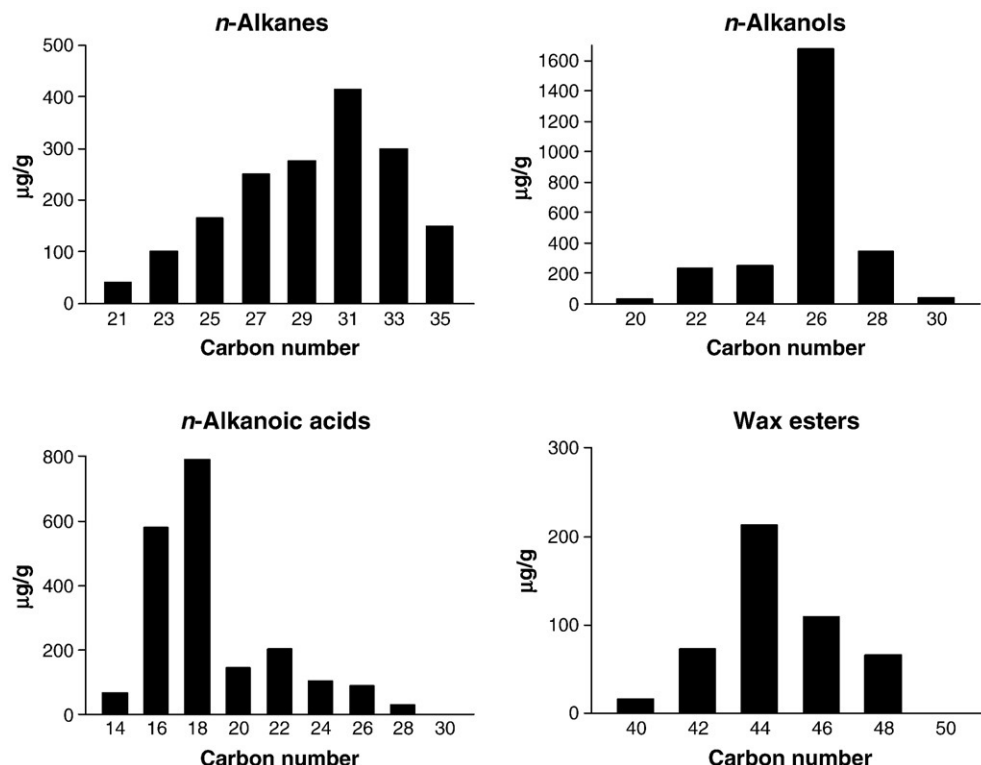 n-Alkanes
500
400
300
200
100
0
μg/g
21 23 25 27 29 31 33 35
Carbon number
n-Alkanols
1600
1400
1200
1000
800
600
400
200
0
μg/g
20 22 24 26 28 30
Carbon number
n-Alkanoic acids
800
600
400
200
0
μg/g
14 16 18 20 22 24 26 28 30
Carbon number
Wax esters
300
200
100
0
μg/g
40 42 44 46 48 50
Carbon number